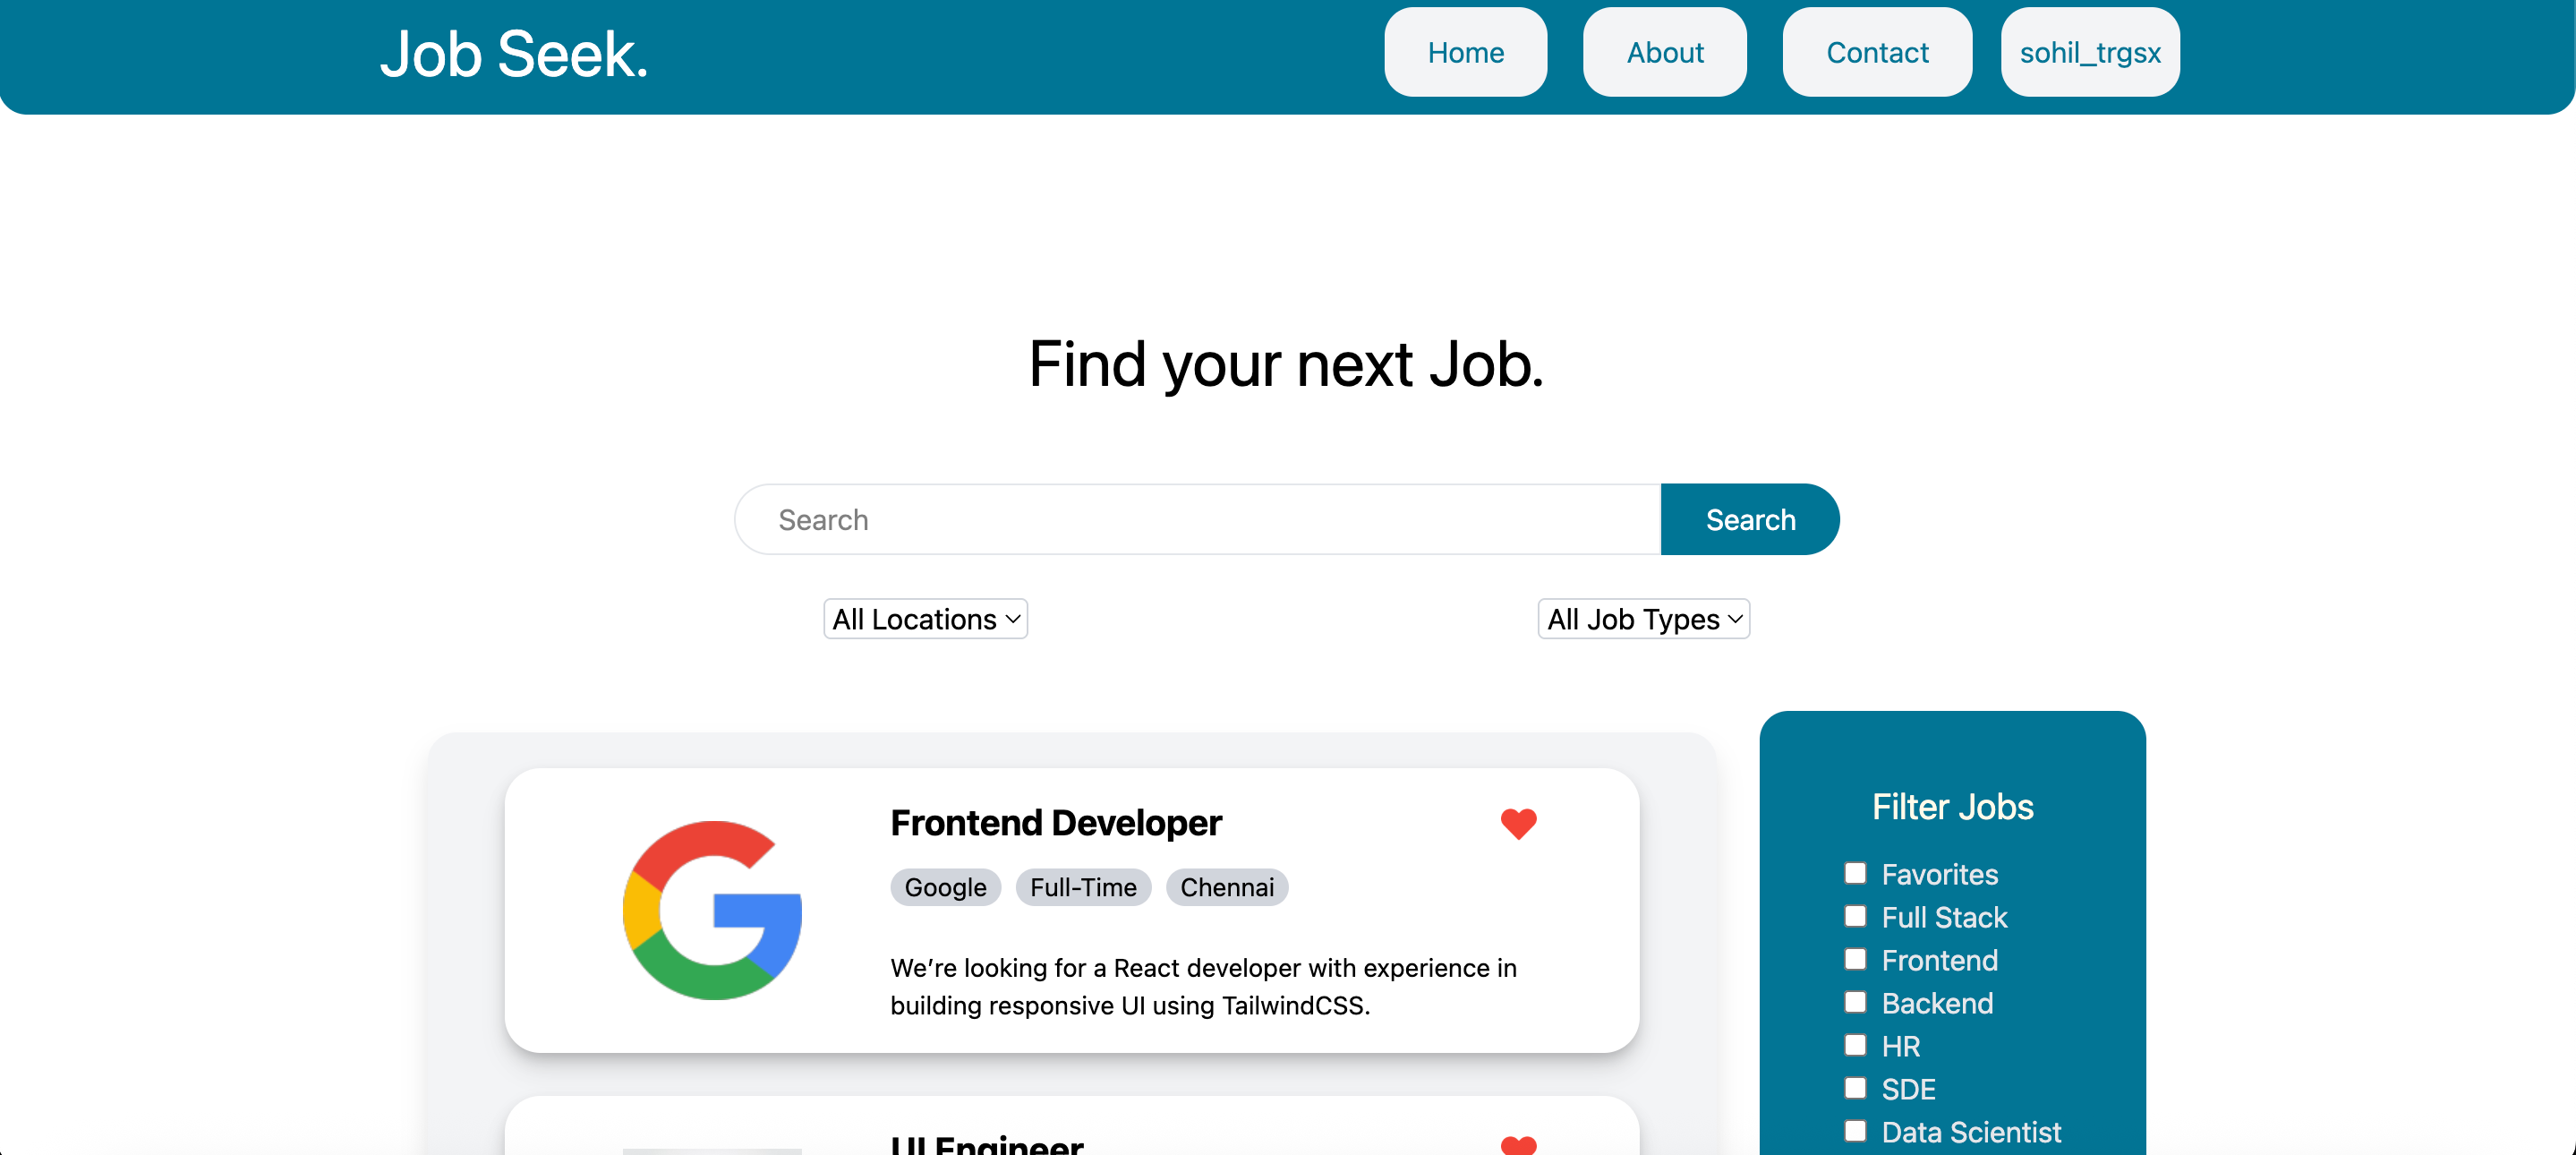 Job Seek.
Home
About
Contact
sohil_trgsx
Find your next Job.
Search
Search
All Locations
All Job Types
Frontend Developer
Google
Full-Time
Chennai
We’re looking for a React developer with experience in
building responsive UI using TailwindCSS.
UI Engineer
Filter Jobs
Favorites
Full Stack
Frontend
Backend
HR
SDE
Data Scientist